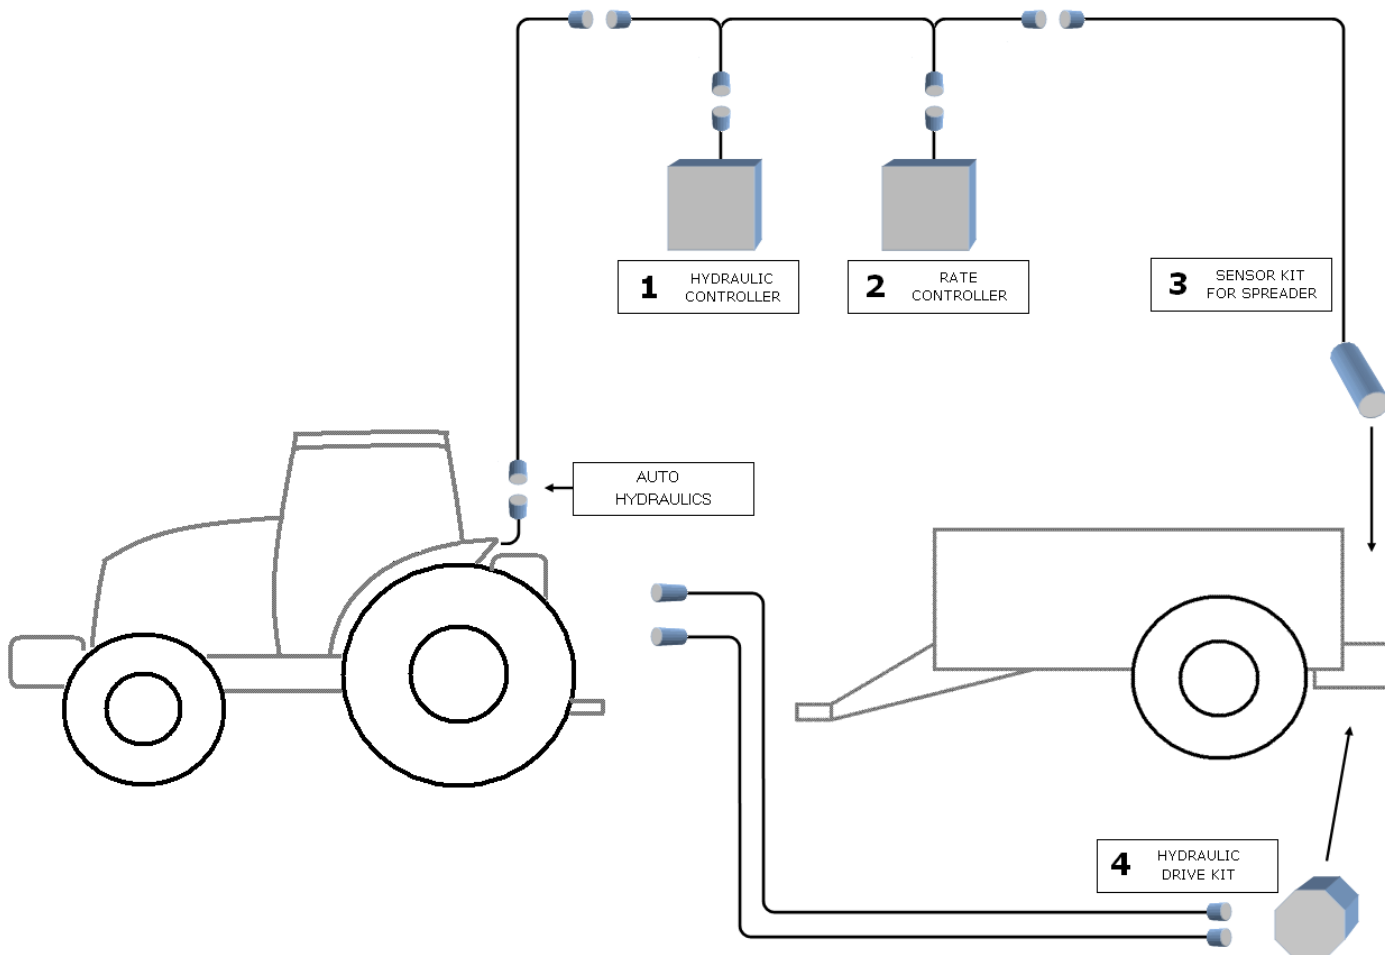 1
HYDRAULIC
CONTROLLER
2
RATE
CONTROLLER
3
SENSOR KIT
FOR SPREADER
AUTO
HYDRAULICS
4
HYDRAULIC
DRIVE KIT